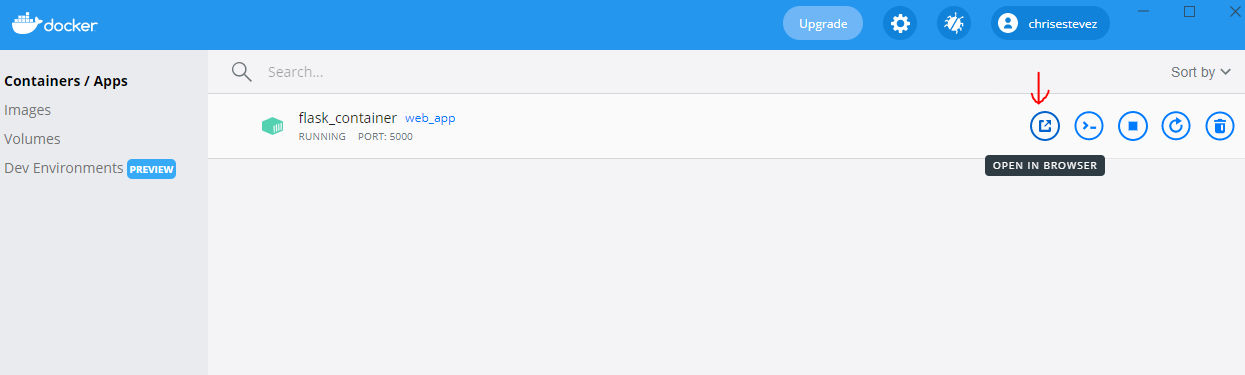 docker
Upgrade
chrisestevez
Containers / Apps
Images
Volumes
Dev Environments PREVIEW
Search...
Sort by
flask_container web_app
RUNNING PORT: 5000
OPEN IN BROWSER